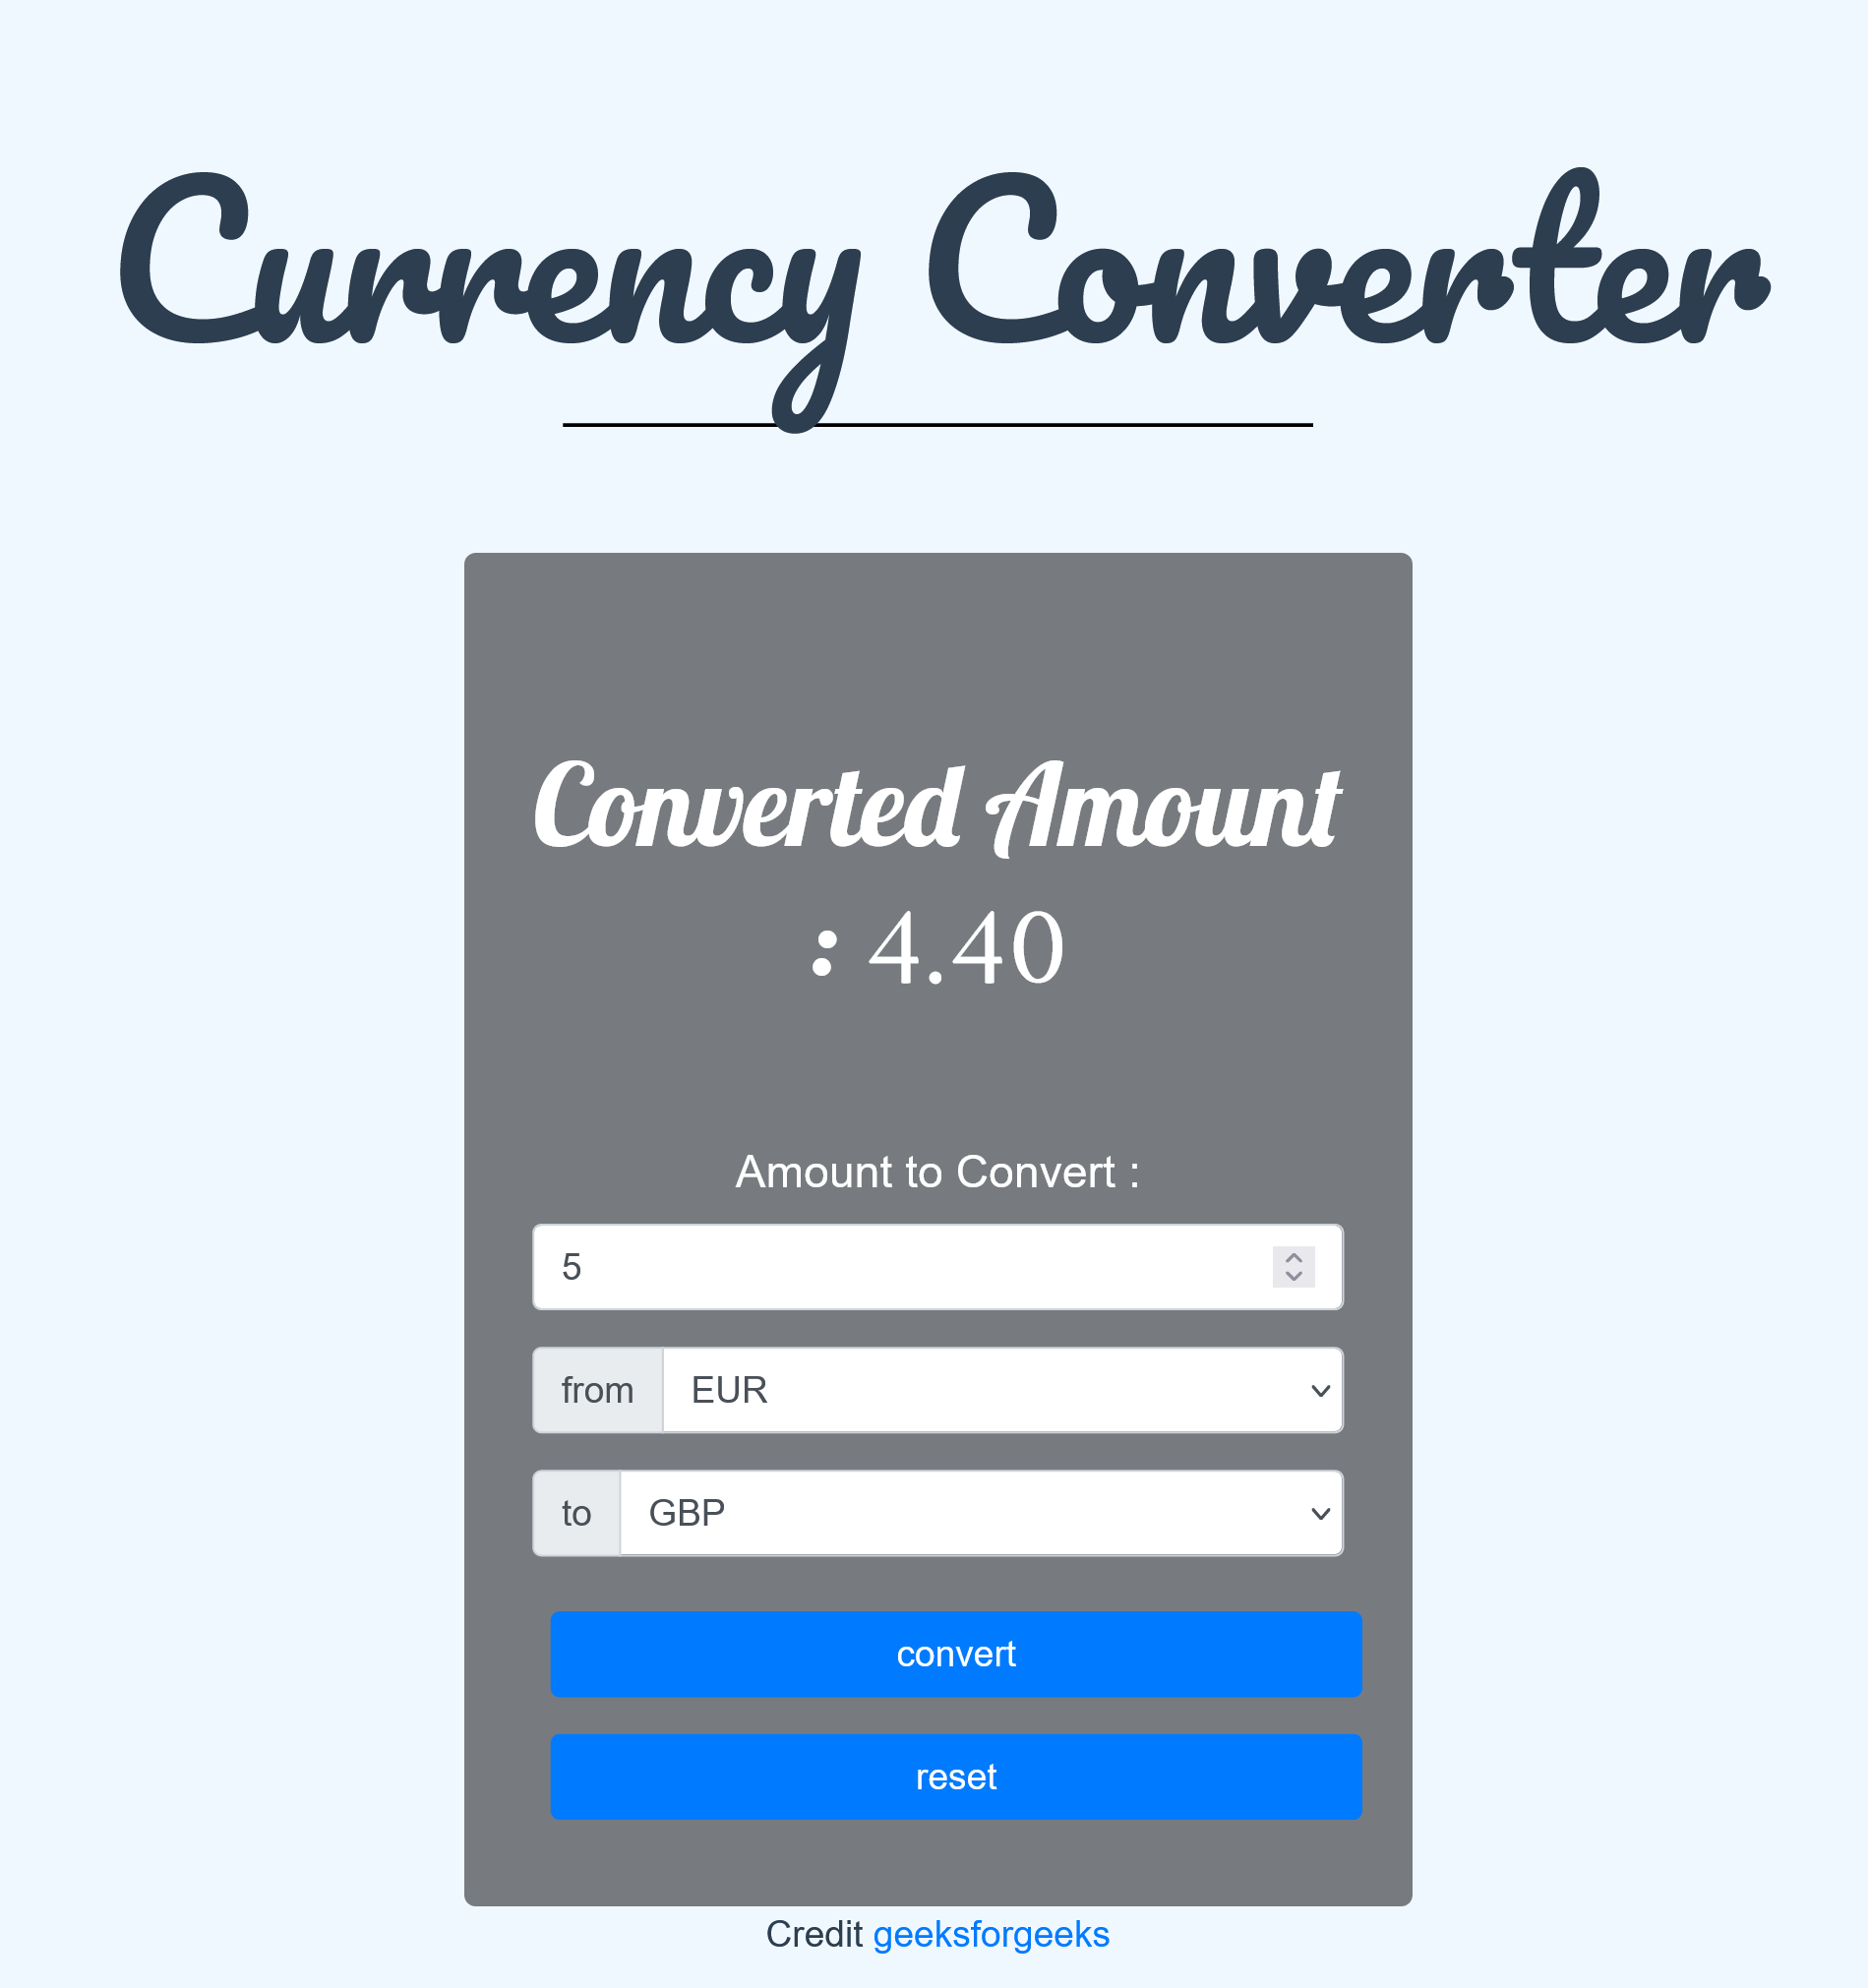 Currency Converter
Converted Amount
: 4.40
Amount to Convert :
5
from EUR
to GBP
convert
reset
Credit geeksforgeeks